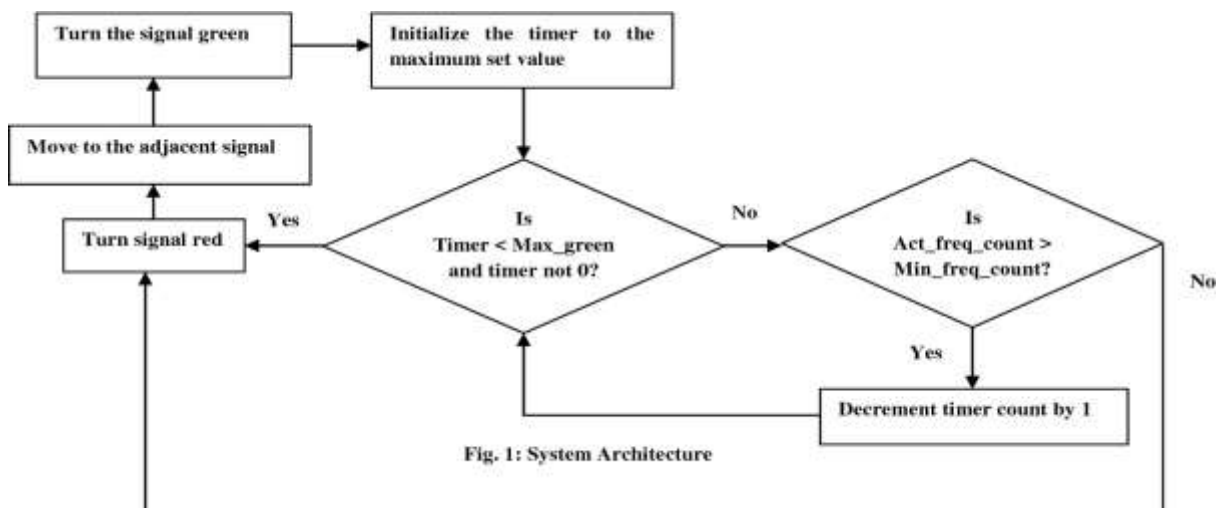 Turn the signal green
Initialize the timer to the
maximum set value
Move to the adjacent signal
Turn signal red
Yes
Is
Timer < Max_green
and timer not 0?
No
Is
Act_freq_count >
Min_freq_count?
No
Yes
Decrement timer count by 1
Fig. 1: System Architecture